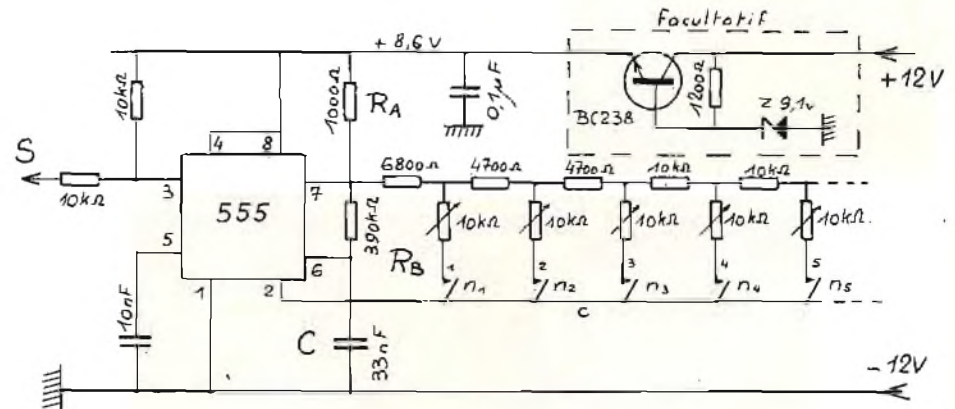 Facultatif
+ 8,6 V
+12V
10kΩ
1000Ω
RA
0,1µF
BC238
1200Ω
Z 9,1v
S
4 8
6800Ω 4700Ω 4700Ω 10kΩ 10kΩ
10kΩ
3
555
7
390kΩ
10kΩ 10kΩ 10kΩ 10kΩ 10kΩ
5
6
RB
1 2 3 4 5
n1 n2 n3 n4 n5
1 2
10nF
C
33nF
c
-12V